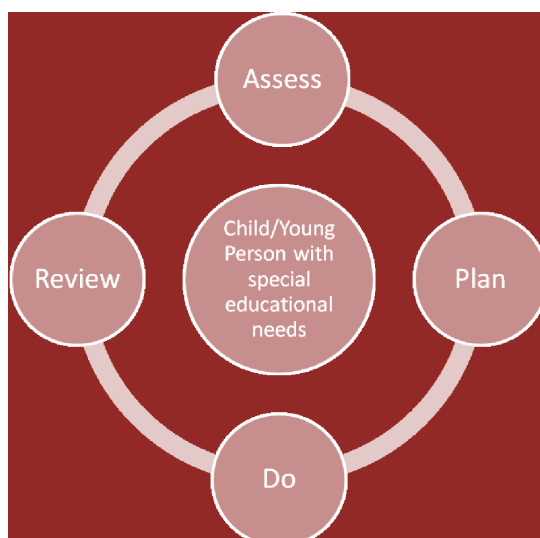 Assess
Child/Young
Person with
special
educational
needs
Review
Plan
Do